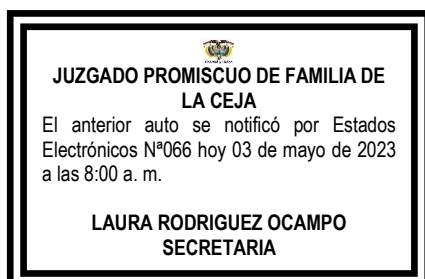 JUZGADO PROMISCUO DE FAMILIA DE
LA CEJA
El anterior auto se notificó por Estados
Electrónicos Nª066 hoy 03 de mayo de 2023
a las 8:00 a. m.
LAURA RODRIGUEZ OCAMPO
SECRETARIA